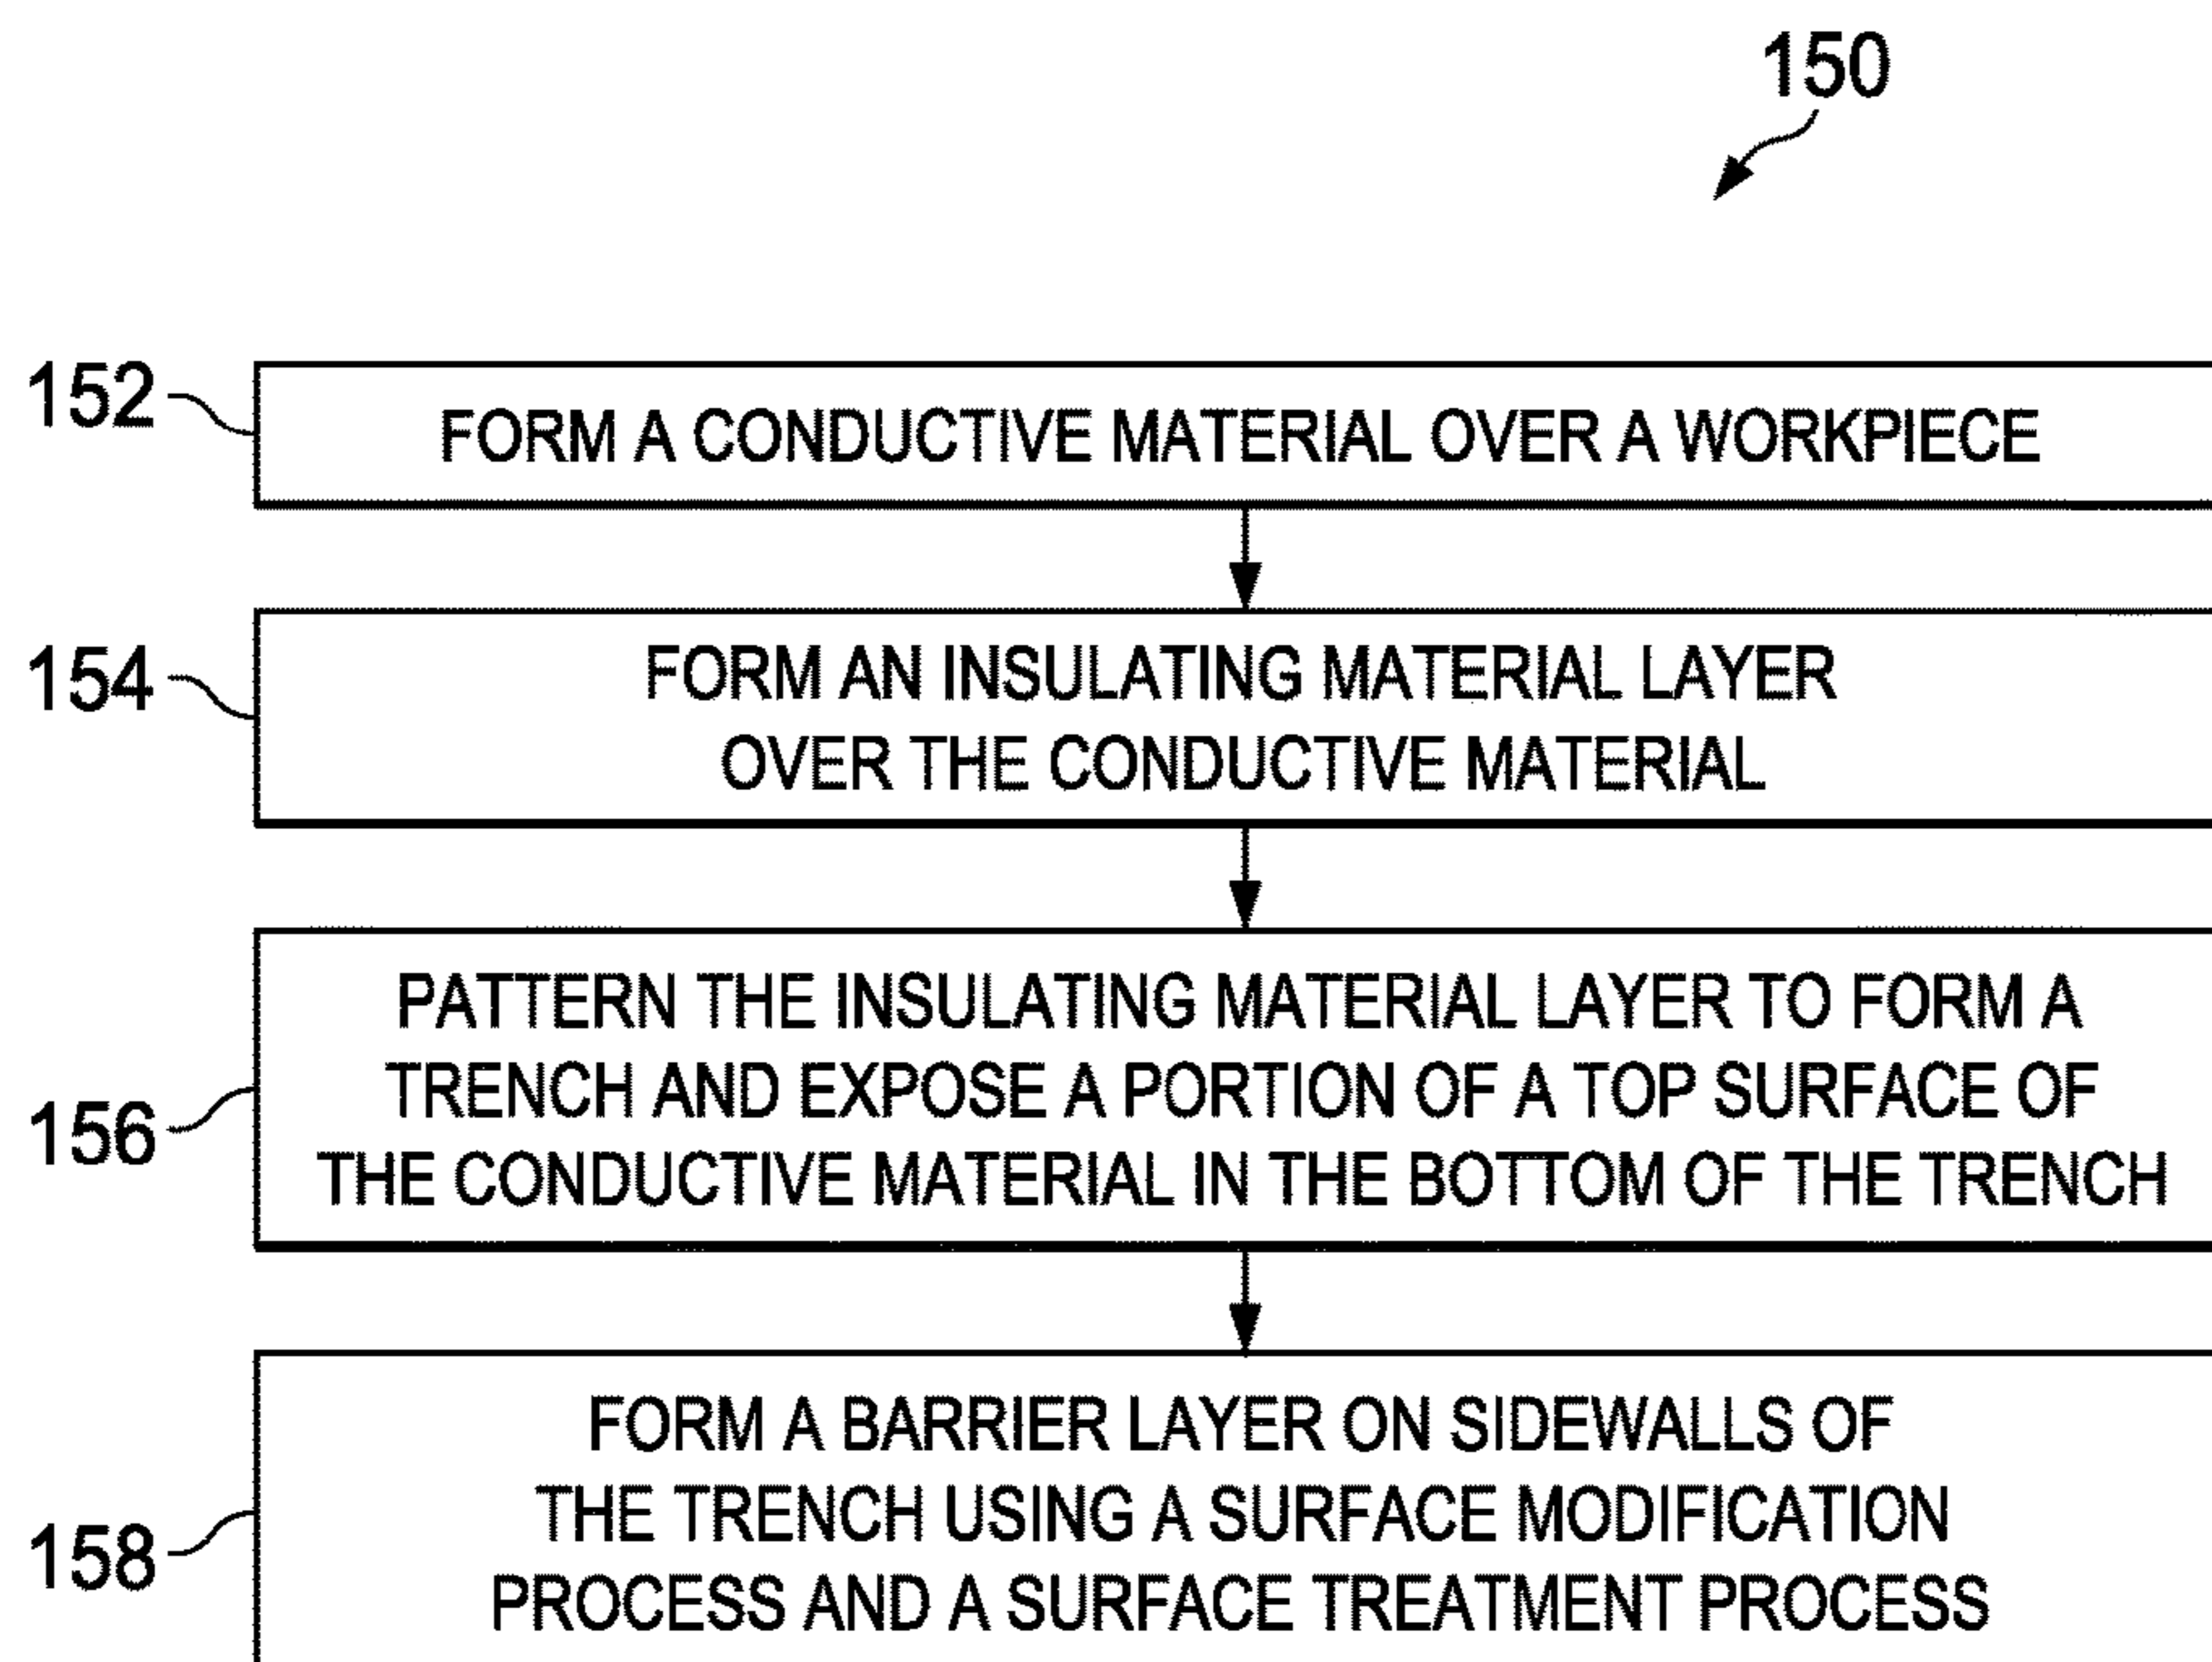 150
152
FORM A CONDUCTIVE MATERIAL OVER A WORKPIECE
154
FORM AN INSULATING MATERIAL LAYER
OVER THE CONDUCTIVE MATERIAL
156
PATTERN THE INSULATING MATERIAL LAYER TO FORM A
TRENCH AND EXPOSE A PORTION OF A TOP SURFACE OF
THE CONDUCTIVE MATERIAL IN THE BOTTOM OF THE TRENCH
158
FORM A BARRIER LAYER ON SIDEWALLS OF
THE TRENCH USING A SURFACE MODIFICATION
PROCESS AND A SURFACE TREATMENT PROCESS